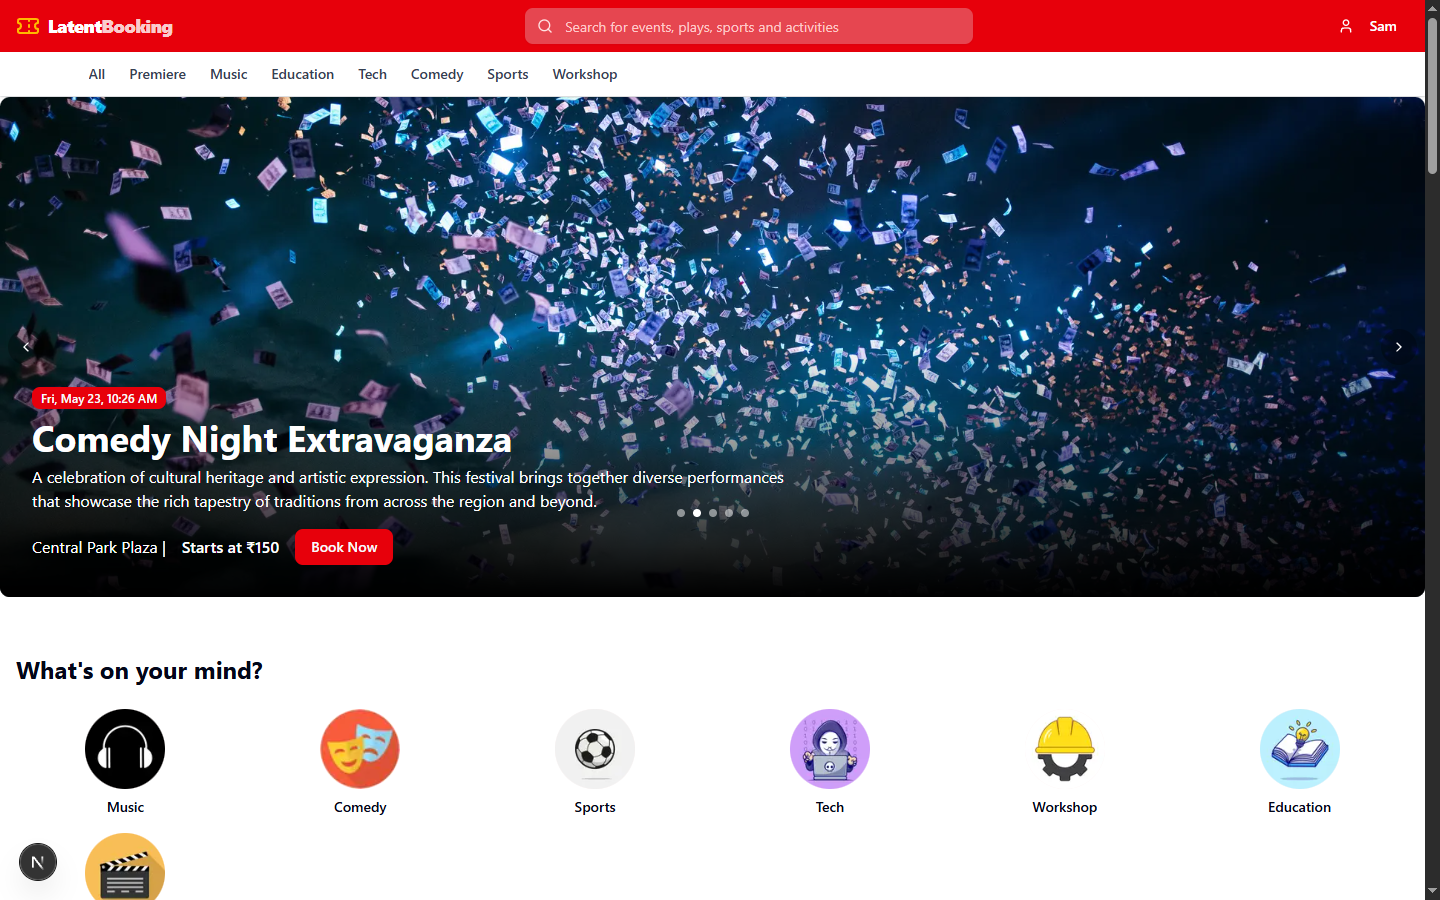 LatentBooking
Search for events, plays, sports and activities
Sam
All Premiere Music Education Tech Comedy Sports Workshop
Fri, May 23, 10:26 AM
Comedy Night Extravaganza
A celebration of cultural heritage and artistic expression. This festival brings together diverse performances
that showcase the rich tapestry of traditions from across the region and beyond.
Central Park Plaza | Starts at ₹150 Book Now
What's on your mind?
Music Comedy Sports Tech Workshop Education
N